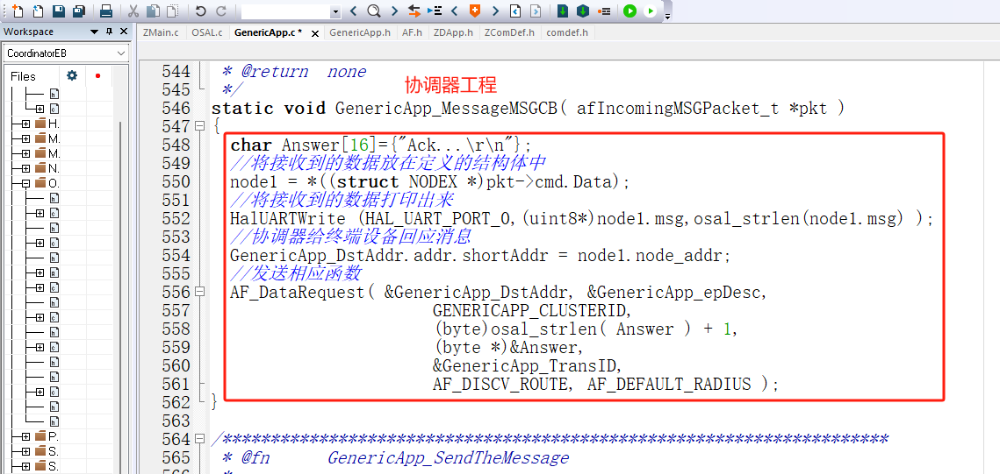 ZMain.c OSAL.c GenericApp.c * GenericApp.h AF.h ZDApp.h ZComDef.h comdef.h
Workspace
CoordinatorEB
Files
H.
M.
M.
N.
O.
P.
S.
S.
544 * @return none
545 */
协调器工程
546 static void GenericApp_MessageMSGCB( afIncomingMSGPacket_t *pkt )
547 {
548 char Answer[16]={"Ack...\r\n"};
549 //将接收到的数据放在定义的结构体中
550 node1 = *((struct NODEX *)pkt->cmd.Data);
551 //将接收到的数据打印出来
552 HalUARTWrite (HAL_UART_PORT_0,(uint8*)node1.msg,osal_strlen(node1.msg) );
553 //协调器给终端设备回应消息
554 GenericApp_DstAddr.addr.shortAddr = node1.node_addr;
555 //发送相应函数
556 AF_DataRequest( &GenericApp_DstAddr, &GenericApp_epDesc,
557 GENERICAPP_CLUSTERID,
558 (byte)osal_strlen( Answer ) + 1,
559 (byte *)&Answer,
560 &GenericApp_TransID,
561 AF_DISCV_ROUTE, AF_DEFAULT_RADIUS );
562 }
563
564 /*********************************************************************
565 * @fn GenericApp_SendTheMessage